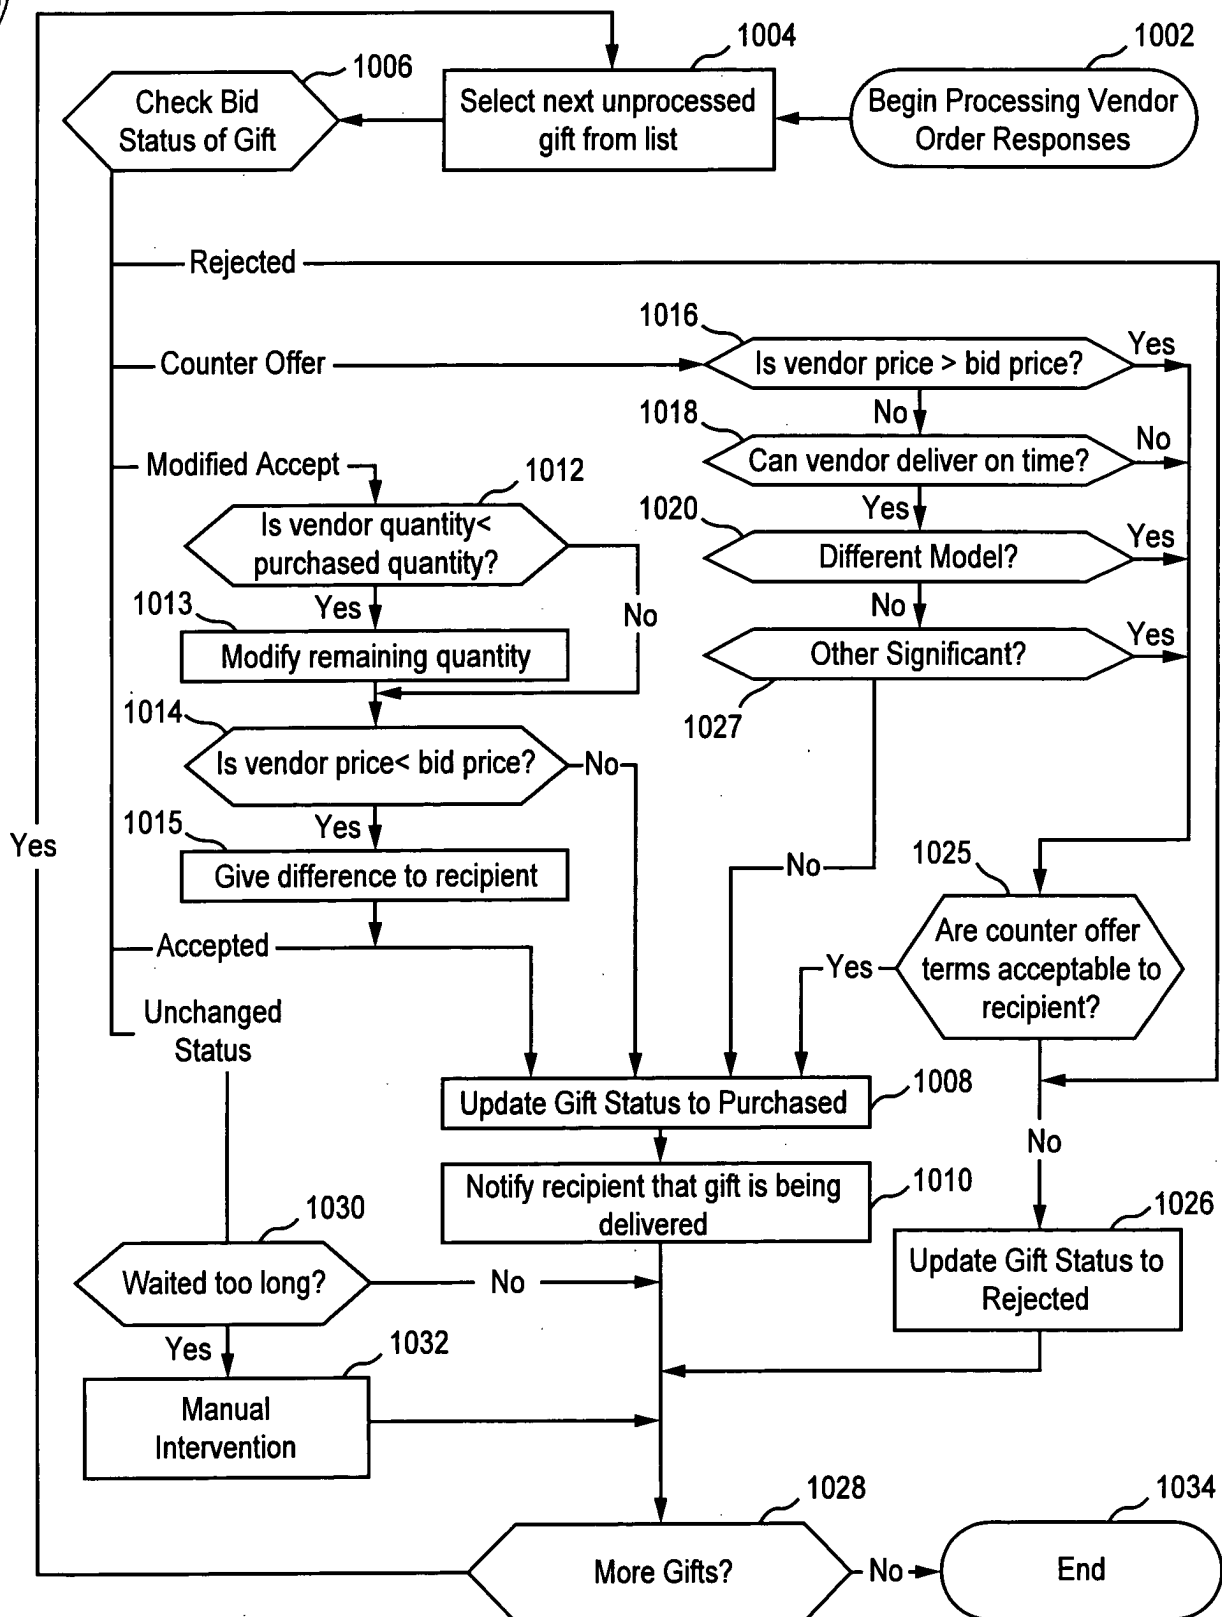 1004
1002
1006
Check Bid
Status of Gift
Select next unprocessed
gift from list
Begin Processing Vendor
Order Responses
Rejected
1016
Counter Offer
Is vendor price > bid price?
Yes
No
1018
Modified Accept
Can vendor deliver on time?
No
1012
Yes
1020
Is vendor quantity<
purchased quantity?
Different Model?
Yes
1013
Yes
No
No
Modify remaining quantity
Other Significant?
Yes
1027
1014
Is vendor price< bid price?
No
1015
Yes
Yes
Give difference to recipient
No
1025
Accepted
Are counter offer
terms acceptable to
recipient?
Yes
Unchanged
Status
Update Gift Status to Purchased
1008
No
Notify recipient that gift is being
delivered
1010
1030
1026
Waited too long?
No
Update Gift Status to
Rejected
Yes
1032
Manual
Intervention
1028
1034
More Gifts?
No
End